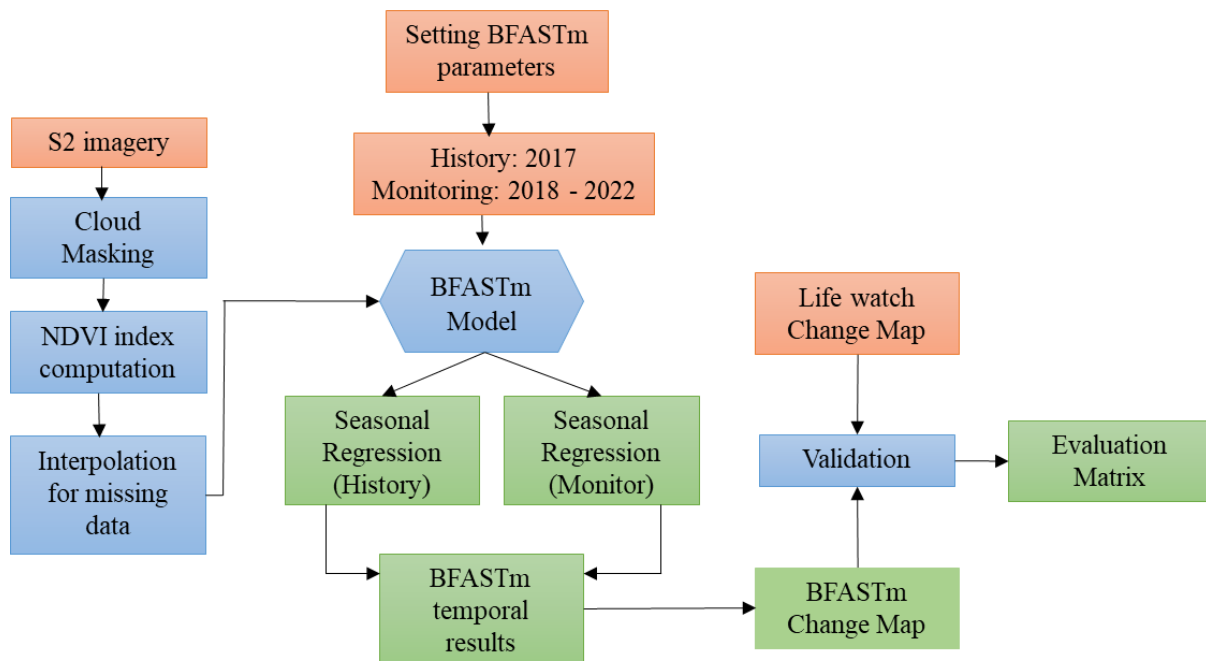 Setting BFASTm
parameters
S2 imagery
History: 2017
Monitoring: 2018 - 2022
Cloud
Masking
BFASTm
Model
Life watch
Change Map
NDVI index
computation
Seasonal
Regression
(History)
Seasonal
Regression
(Monitor)
Interpolation
for missing
data
Validation
Evaluation
Matrix
BFASTm
temporal
results
BFASTm
Change Map